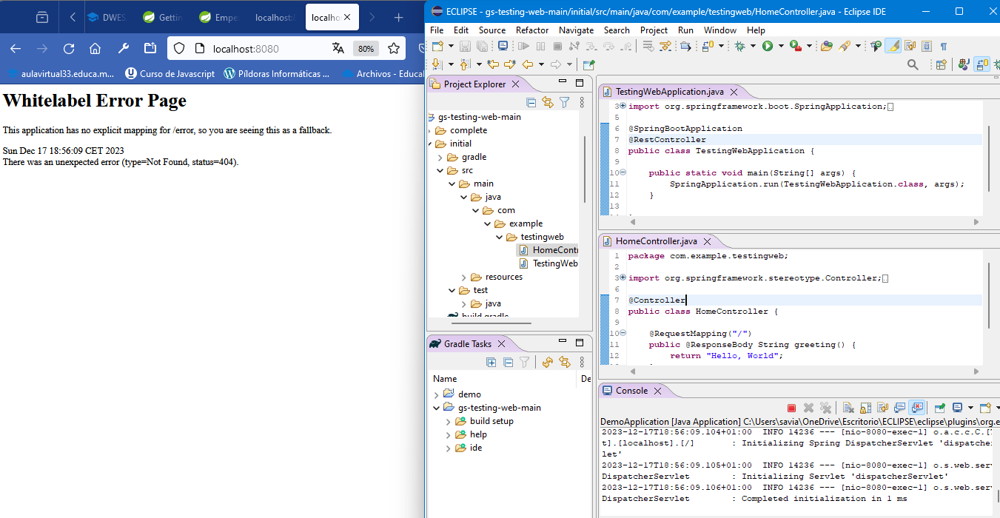 DWES
Gettin
Empe
localhost:
localho
80%
localhost:8080
aulavirtual33.educa.m...
Curso de Javascript
Píldoras Informáticas ...
Archivos - Educal
Whitelabel Error Page
This application has no explicit mapping for /error, so you are seeing this as a fallback.
Sun Dec 17 18:56:09 CET 2023
There was an unexpected error (type=Not Found, status=404).
ECLIPSE - gs-testing-web-main/initial/src/main/java/com/example/testingweb/HomeController.java - Eclipse IDE
File Edit Source Refactor Navigate Search Project Run Window Help
Project Explorer
gs-testing-web-main
complete
initial
gradle
src
main
java
com
example
testingweb
HomeContr
TestingWeb
resources
test
java
build.gradle
Gradle Tasks
Name De
demo
gs-testing-web-main
build setup
help
ide
TestingWebApplication.java
3 import org.springframework.boot.SpringApplication;
5
6 @SpringBootApplication
7 @RestController
8 public class TestingWebApplication {
9
10 public static void main(String[] args) {
11 SpringApplication.run(TestingWebApplication.class, args);
12 }
13
HomeController.java
1 package com.example.testingweb;
2
3 import org.springframework.stereotype.Controller;
6
7 @Controller
8 public class HomeController {
9
10 @RequestMapping("/")
11 public @ResponseBody String greeting() {
12 return "Hello, World";
Console
DemoApplication [Java Application] C:\Users\savia\OneDrive\Escritorio\ECLIPSE\eclipse\plugins\org.e
2023-12-17T18:56:09.104+01:00 INFO 14236 --- [nio-8080-exec-1] o.a.c.c.C.[
t].[localhost].[/] : Initializing Spring DispatcherServlet 'dispatche
let'
2023-12-17T18:56:09.105+01:00 INFO 14236 --- [nio-8080-exec-1] o.s.web.ser
DispatcherServlet : Initializing Servlet 'dispatcherServlet'
2023-12-17T18:56:09.106+01:00 INFO 14236 --- [nio-8080-exec-1] o.s.web.ser
DispatcherServlet : Completed initialization in 1 ms